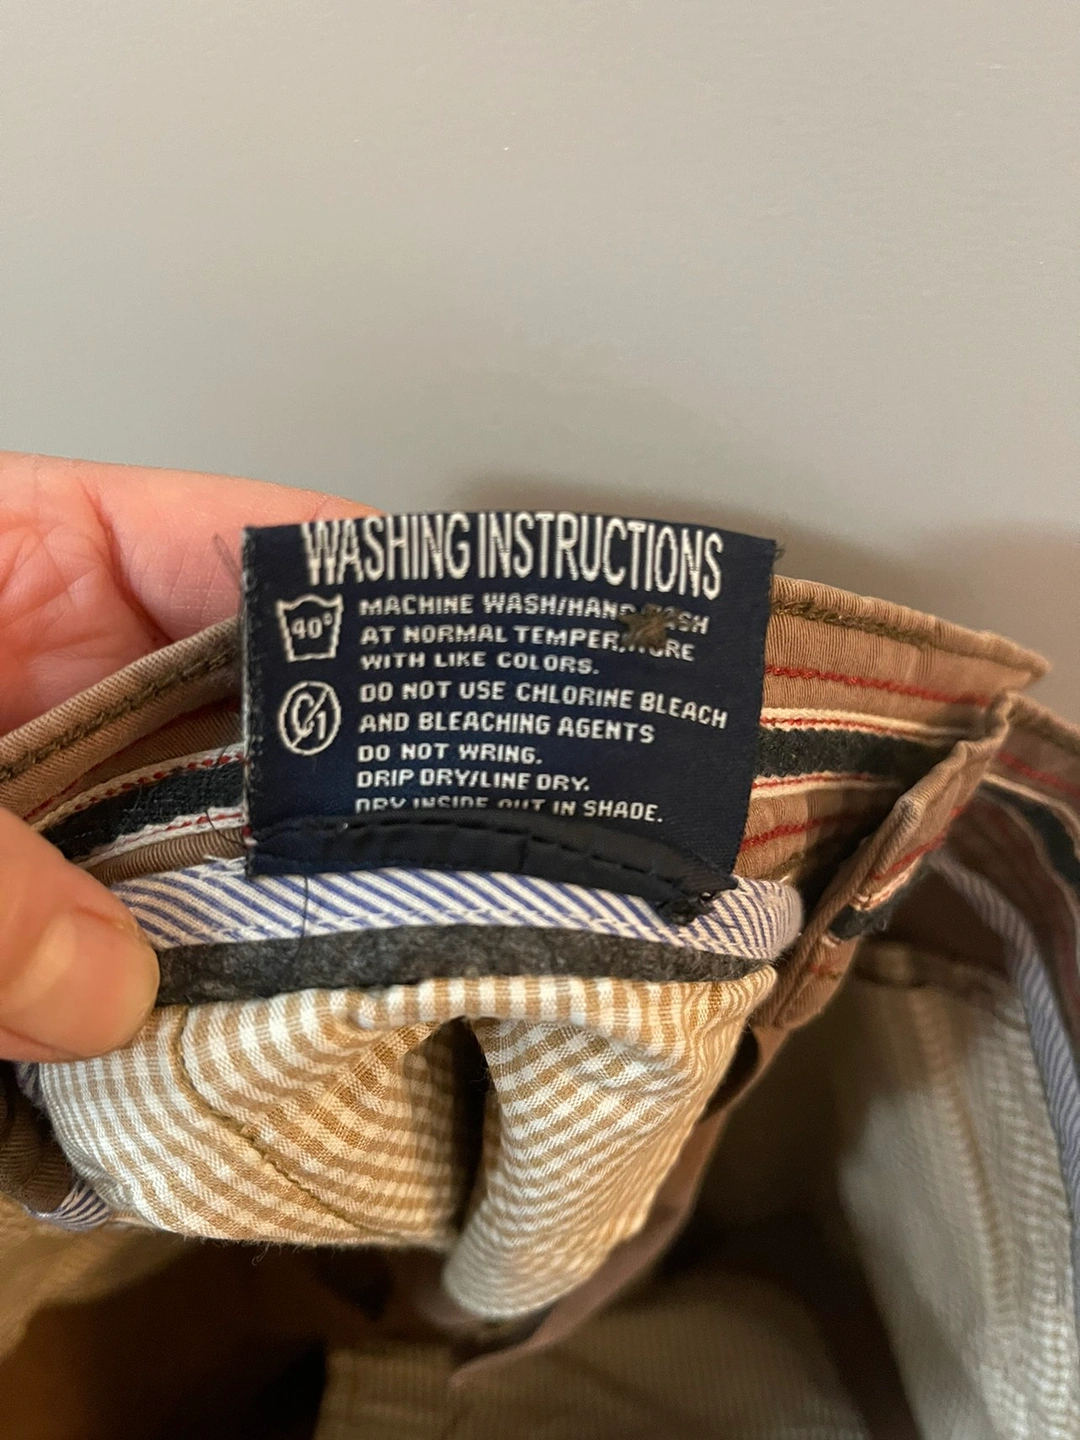 WASHING INSTRUCTIONS
40°
MACHINE WASH/HAND WASH
AT NORMAL TEMPERATURE
WITH LIKE COLORS.
Cl
DO NOT USE CHLORINE BLEACH
AND BLEACHING AGENTS
DO NOT WRING.
DRIP DRY/LINE DRY.
DRY INSIDE OUT IN SHADE.